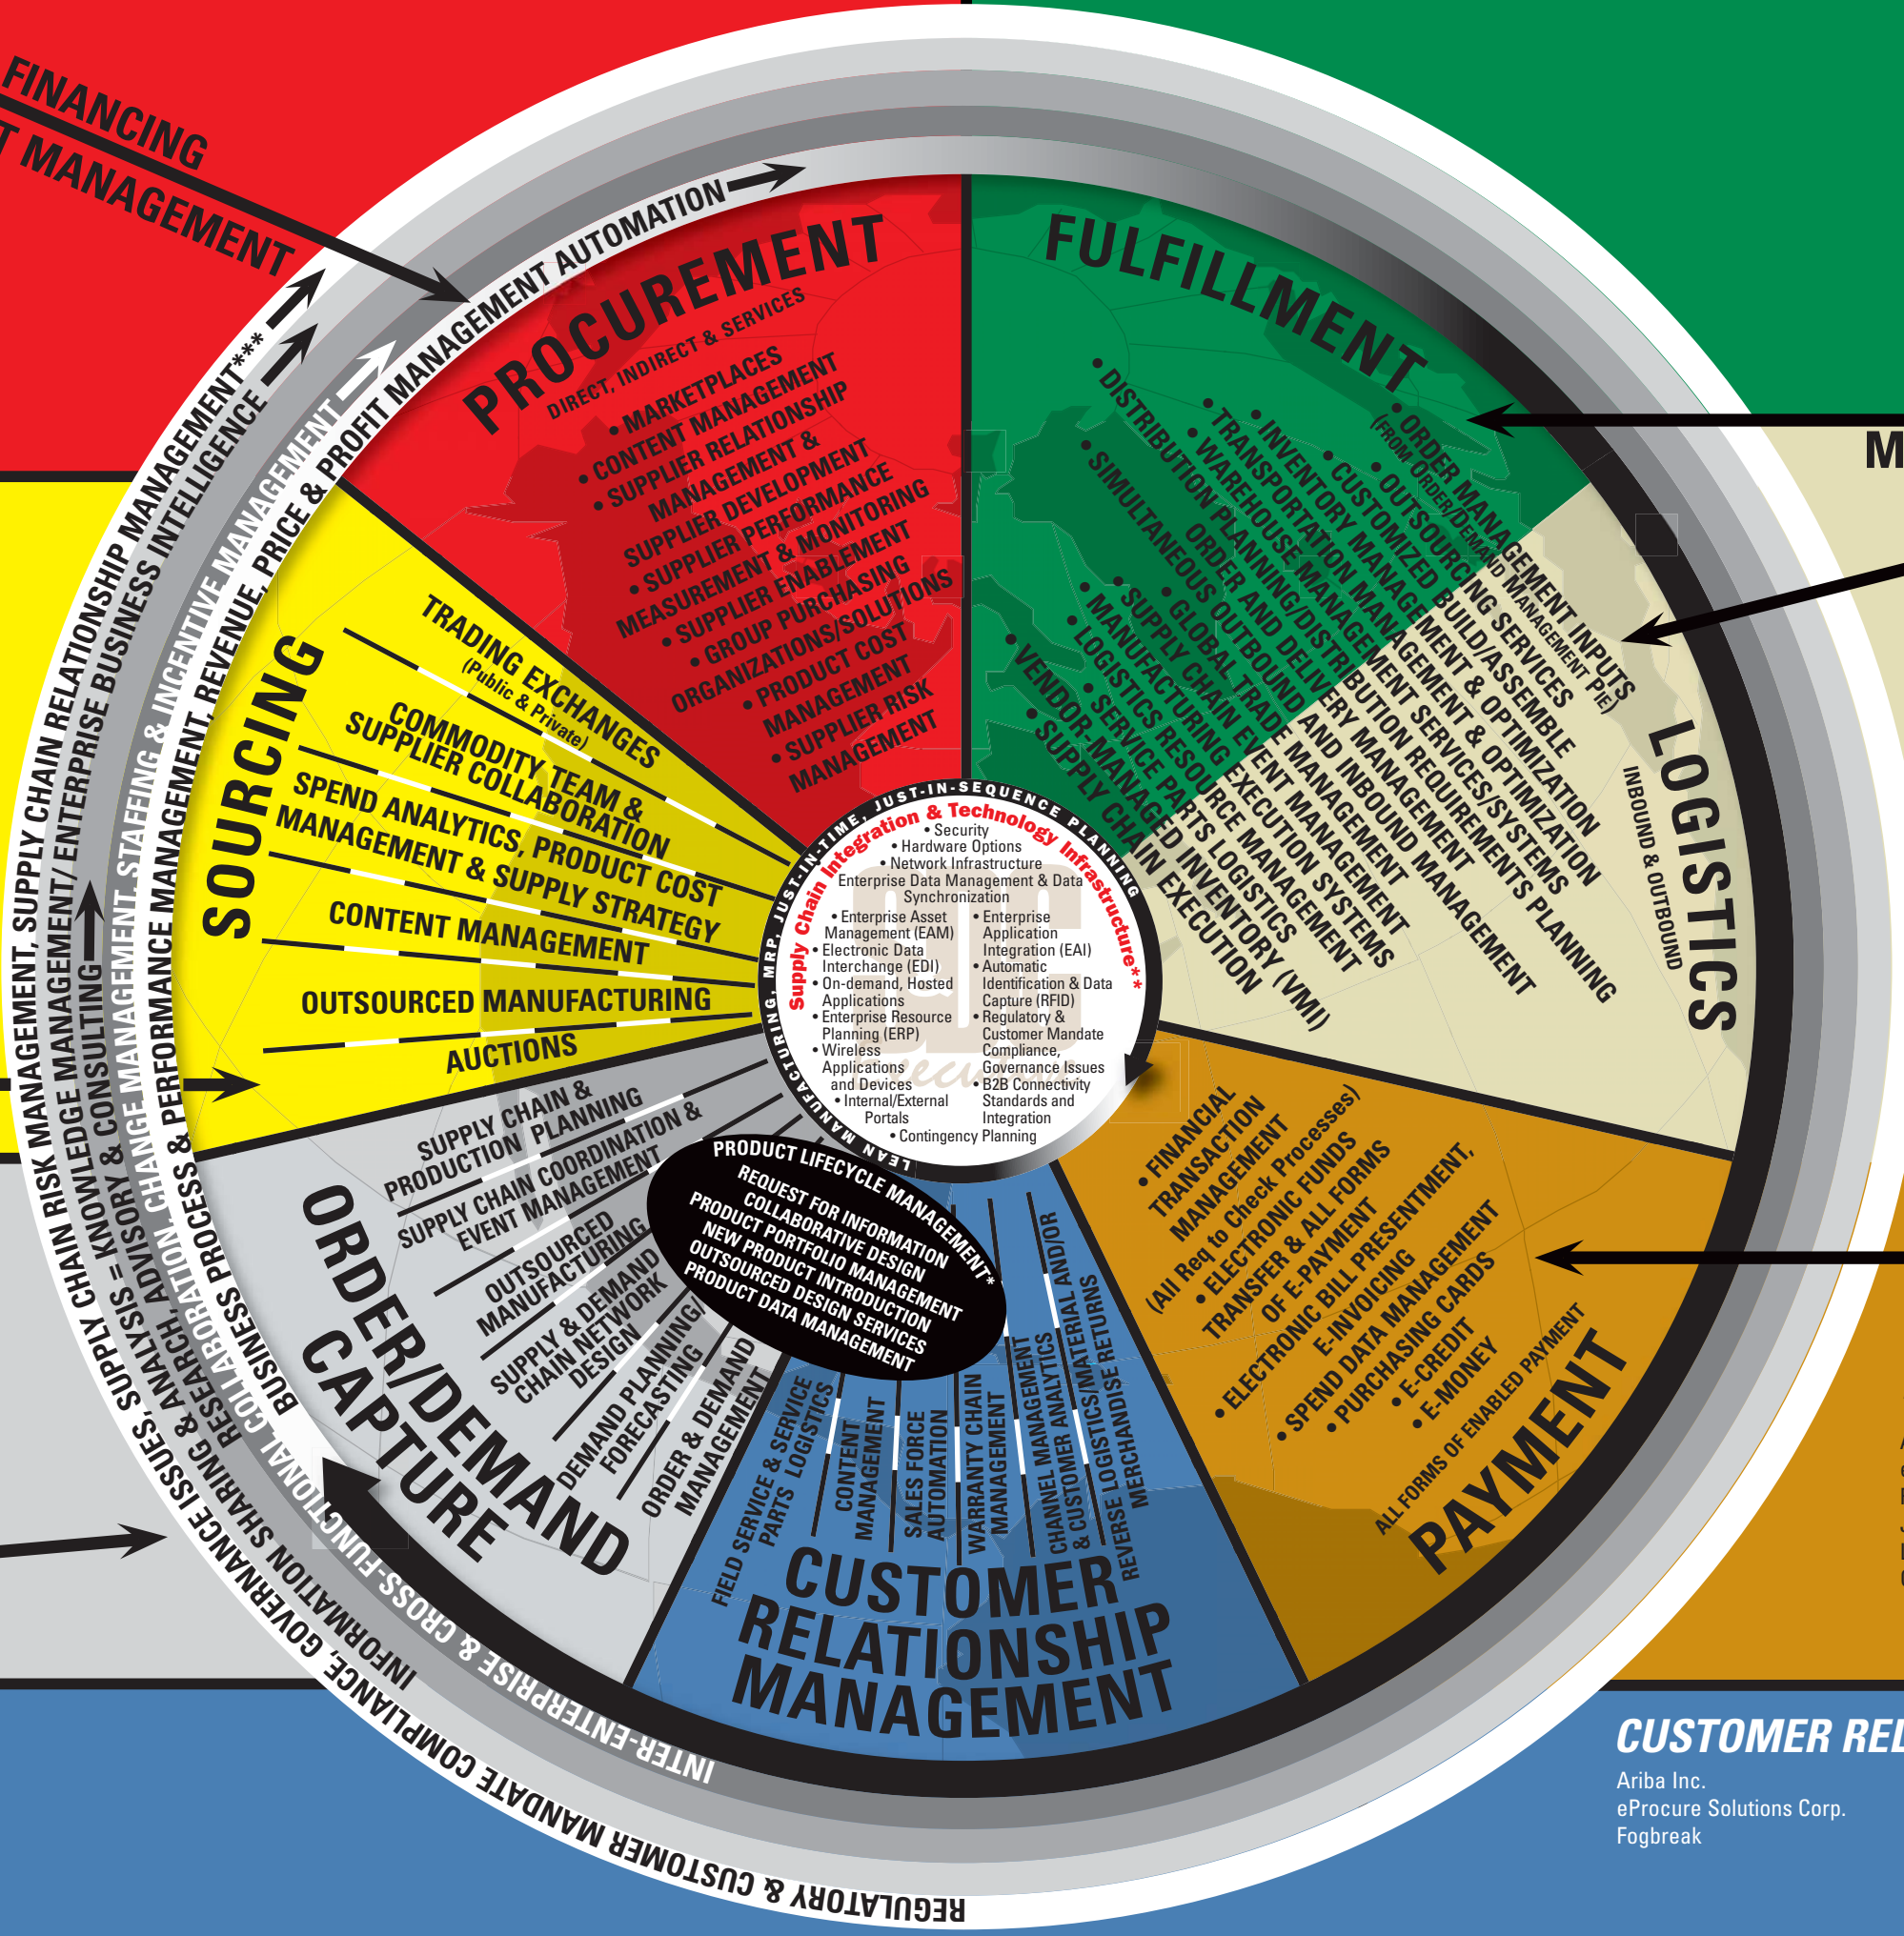 FINANCING
T MANAGEMENT
REGULATORY & CUSTOMER MANDATE COMPLIANCE, GOVERNANCE ISSUES, SUPPLY CHAIN RISK MANAGEMENT, SUPPLY CHAIN RELATIONSHIP MANAGEMENT***
INFORMATION SHARING & ANALYSIS = KNOWLEDGE MANAGEMENT/ ENTERPRISE BUSINESS INTELLIGENCE
RESEARCH, ADVISORY & CONSULTING
INTER-ENTERPRISE & CROSS-FUNCTIONAL COLLABORATION, CHANGE MANAGEMENT, STAFFING & INCENTIVE MANAGEMENT
BUSINESS PROCESS & PERFORMANCE MANAGEMENT, REVENUE, PRICE & PROFIT MANAGEMENT AUTOMATION
PROCUREMENT
DIRECT, INDIRECT & SERVICES
• MARKETPLACES
• CONTENT MANAGEMENT
• SUPPLIER RELATIONSHIP
MANAGEMENT &
SUPPLIER DEVELOPMENT
• SUPPLIER PERFORMANCE
MEASUREMENT & MONITORING
• SUPPLIER ENABLEMENT
• GROUP PURCHASING
ORGANIZATIONS/SOLUTIONS
• PRODUCT COST
MANAGEMENT
• SUPPLIER RISK
MANAGEMENT
FULFILLMENT
• ORDER MANAGEMENT INPUTS
(FROM ORDER/DEMAND MANAGEMENT PIE)
• OUTSOURCING SERVICES
• CUSTOMIZED BUILD/ASSEMBLE
• INVENTORY MANAGEMENT & OPTIMIZATION
• TRANSPORTATION MANAGEMENT & OPTIMIZATION
• WAREHOUSE MANAGEMENT SERVICES/SYSTEMS
• DISTRIBUTION PLANNING/DISTRIBUTION REQUIREMENTS PLANNING
ORDER AND DELIVERY MANAGEMENT
• SIMULTANEOUS OUTBOUND AND INBOUND MANAGEMENT
• GLOBAL TRADE MANAGEMENT
• SUPPLY CHAIN EVENT MANAGEMENT
• MANUFACTURING EXECUTION SYSTEMS
• LOGISTICS RESOURCE MANAGEMENT
• SERVICE PARTS LOGISTICS
• VENDOR-MANAGED INVENTORY (VMI)
• SUPPLY CHAIN EXECUTION
M
LOGISTICS
INBOUND & OUTBOUND
SOURCING
TRADING EXCHANGES
(Public & Private)
COMMODITY TEAM &
SUPPLIER COLLABORATION
SPEND ANALYTICS, PRODUCT COST
MANAGEMENT & SUPPLY STRATEGY
CONTENT MANAGEMENT
OUTSOURCED MANUFACTURING
AUCTIONS
LEAN MANUFACTURING, MRP, JUST-IN-TIME, JUST-IN-SEQUENCE PLANNING
Supply Chain Integration & Technology Infrastructure**
• Security
• Hardware Options
• Network Infrastructure
Enterprise Data Management & Data
Synchronization
• Enterprise Asset
Management (EAM)
• Electronic Data
Interchange (EDI)
• On-demand, Hosted
Applications
• Enterprise Resource
Planning (ERP)
• Wireless
Applications
and Devices
• Internal/External
Portals
• Enterprise
Application
Integration (EAI)
• Automatic
Identification & Data
Capture (RFID)
• Regulatory &
Customer Mandate
Compliance,
Governance Issues
• B2B Connectivity
Standards and
Integration
• Contingency Planning
PRODUCT LIFECYCLE MANAGEMENT*
REQUEST FOR INFORMATION
COLLABORATIVE DESIGN
PRODUCT PORTFOLIO MANAGEMENT
NEW PRODUCT INTRODUCTION
OUTSOURCED DESIGN SERVICES
PRODUCT DATA MANAGEMENT
ORDER/DEMAND
CAPTURE
SUPPLY CHAIN &
PRODUCTION PLANNING
SUPPLY CHAIN COORDINATION &
EVENT MANAGEMENT
OUTSOURCED
MANUFACTURING
SUPPLY & DEMAND
CHAIN NETWORK
DESIGN
DEMAND PLANNING/
FORECASTING
ORDER & DEMAND
MANAGEMENT
FIELD SERVICE & SERVICE
PARTS LOGISTICS
CONTENT
MANAGEMENT
SALES FORCE
AUTOMATION
WARRANTY CHAIN
MANAGEMENT
CHANNEL MANAGEMENT
& CUSTOMER ANALYTICS
REVERSE LOGISTICS/MATERIAL AND/OR
MERCHANDISE RETURNS
CUSTOMER
RELATIONSHIP
MANAGEMENT
• FINANCIAL
TRANSACTION
MANAGEMENT
(All Req to Check Processes)
• ELECTRONIC FUNDS
TRANSFER & ALL FORMS
OF E-PAYMENT
• ELECTRONIC BILL PRESENTMENT,
E-INVOICING
• SPEND DATA MANAGEMENT
• PURCHASING CARDS
• E-CREDIT
• E-MONEY
ALL FORMS OF ENABLED PAYMENT
PAYMENT
CUSTOMER REL
Ariba Inc.
eProcure Solutions Corp.
Fogbreak